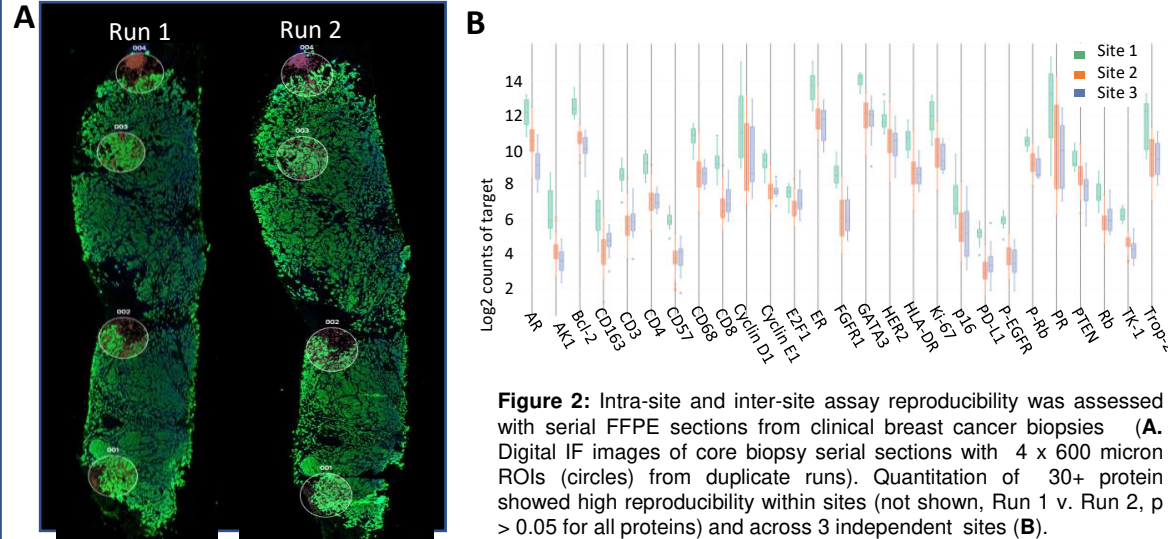 A
Run 1
Run 2
004
004
003
003
002
002
001
001
B
Site 1
Site 2
Site 3
Log2 counts of target
14
12
10
8
6
4
2
AR
AK1
Bcl-2
CD163
CD3
CD4
CD57
CD68
CD8
Cyclin D1
Cyclin E1
E2F1
ER
FGFR1
GATA3
HER2
HLA-DR
Ki-67
p16
PD-L1
P-EGFR
P-Rb
PR
PTEN
Rb
TK-1
Trop-2
Figure 2: Intra-site and inter-site assay reproducibility was assessed
with serial FFPE sections from clinical breast cancer biopsies (A.
Digital IF images of core biopsy serial sections with 4 x 600 micron
ROIs (circles) from duplicate runs). Quantitation of 30+ protein
showed high reproducibility within sites (not shown, Run 1 v. Run 2, p
> 0.05 for all proteins) and across 3 independent sites (B).